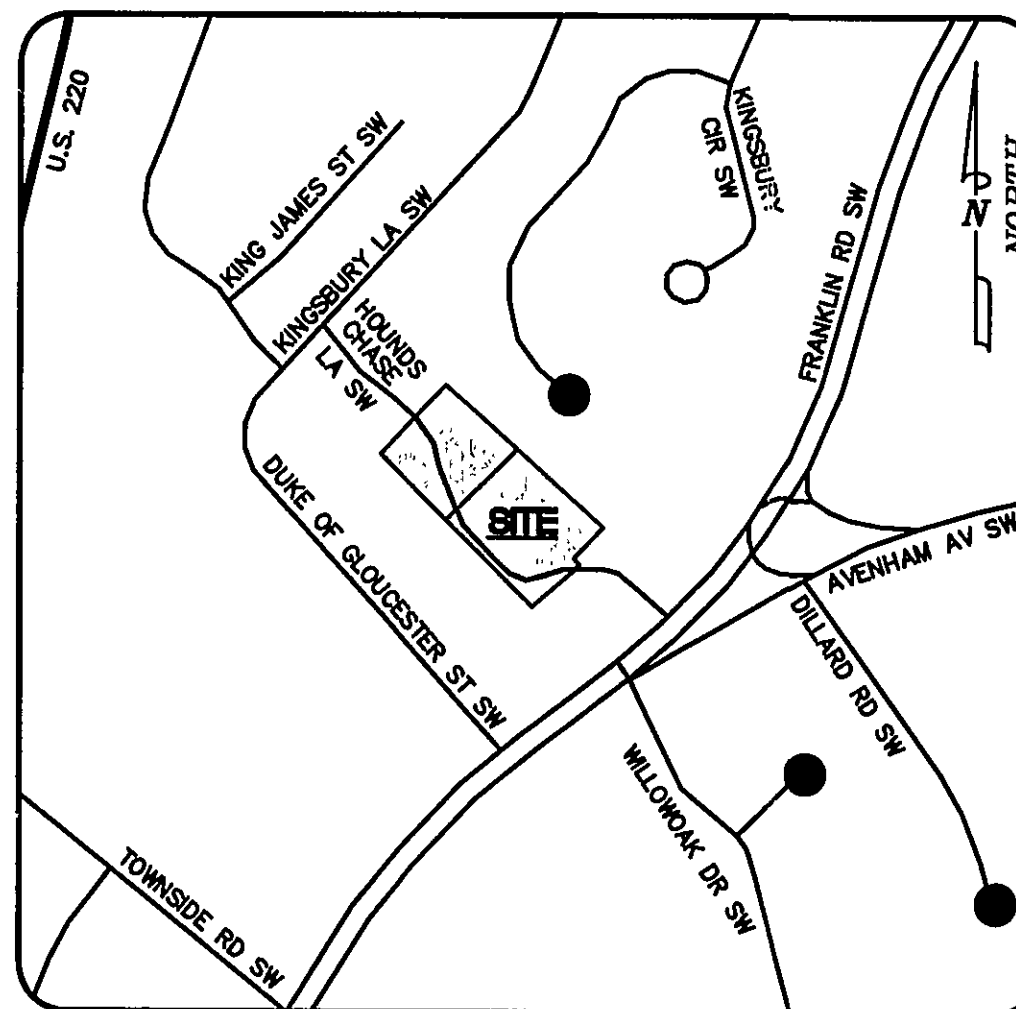 U.S. 220
KING JAMES ST SW
KINGSBURY LA SW
HOUNDS
CHASE
LA SW
KINGSBURY
CIR SW
FRANKLIN RD SW
N
NORTH
SITE
DUKE OF GLOUCESTER ST SW
AVENHAM AV SW
DILLARD RD SW
WILLOWOAK DR SW
TOWNSIDE RD SW